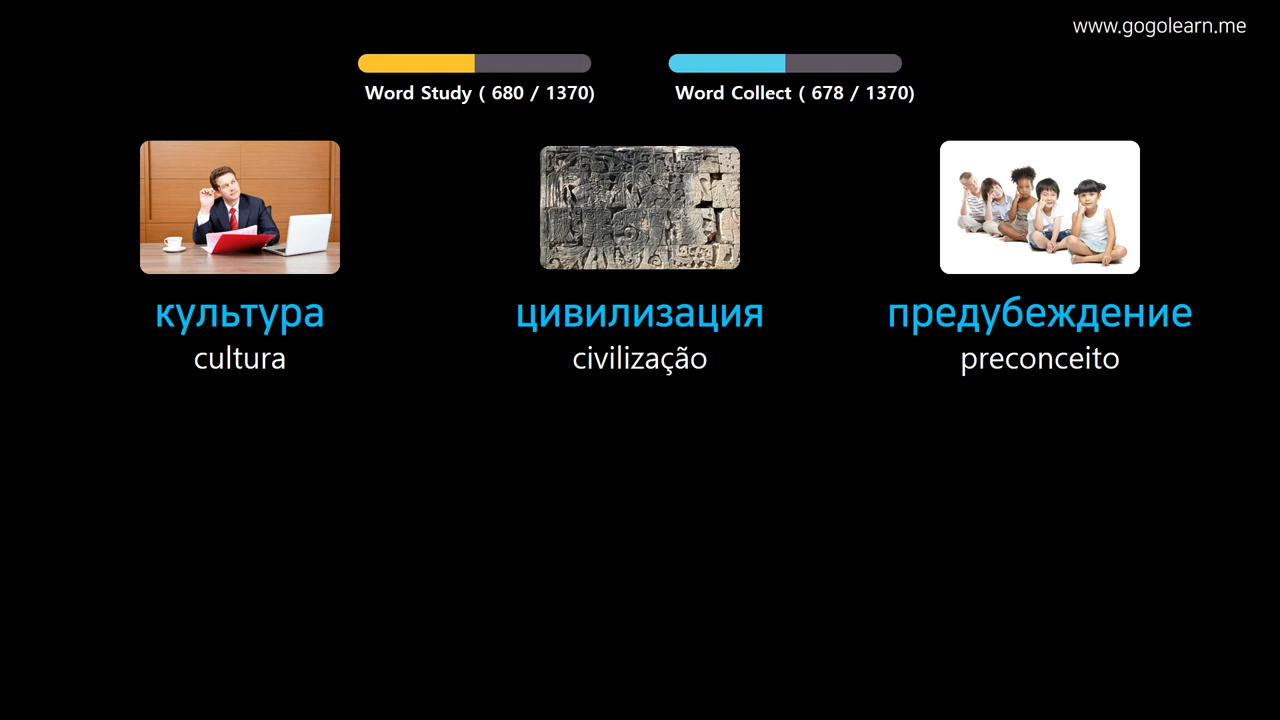 www.gogolearn.me
Word Study ( 680 / 1370)
Word Collect ( 678 / 1370)
культура
цивилизация
предубеждение
cultura
civilização
preconceito